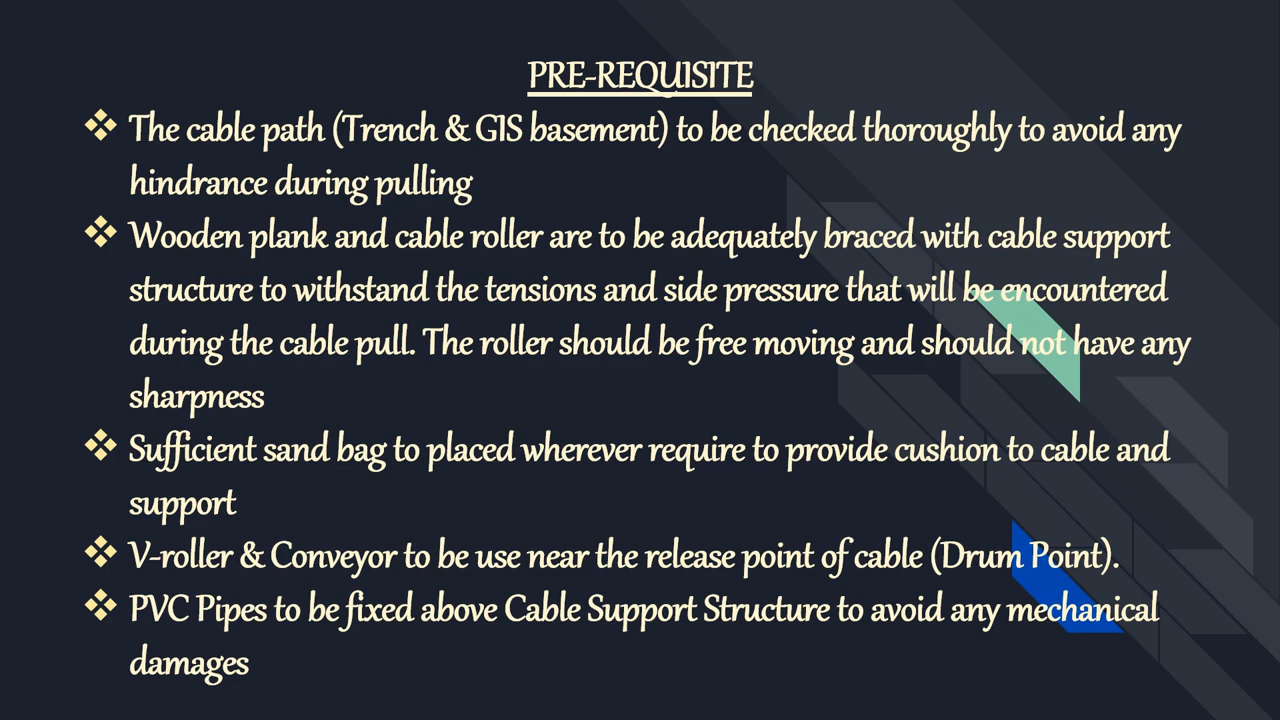 PRE-REQUISITE
❖ The cable path (Trench & GIS basement) to be checked thoroughly to avoid any
hindrance during pulling
❖ Wooden plank and cable roller are to be adequately braced with cable support
structure to withstand the tensions and side pressure that will be encountered
during the cable pull. The roller should be free moving and should not have any
sharpness
❖ Sufficient sand bag to placed wherever require to provide cushion to cable and
support
❖ V-roller & Conveyor to be use near the release point of cable (Drum Point).
❖ PVC Pipes to be fixed above Cable Support Structure to avoid any mechanical
damages